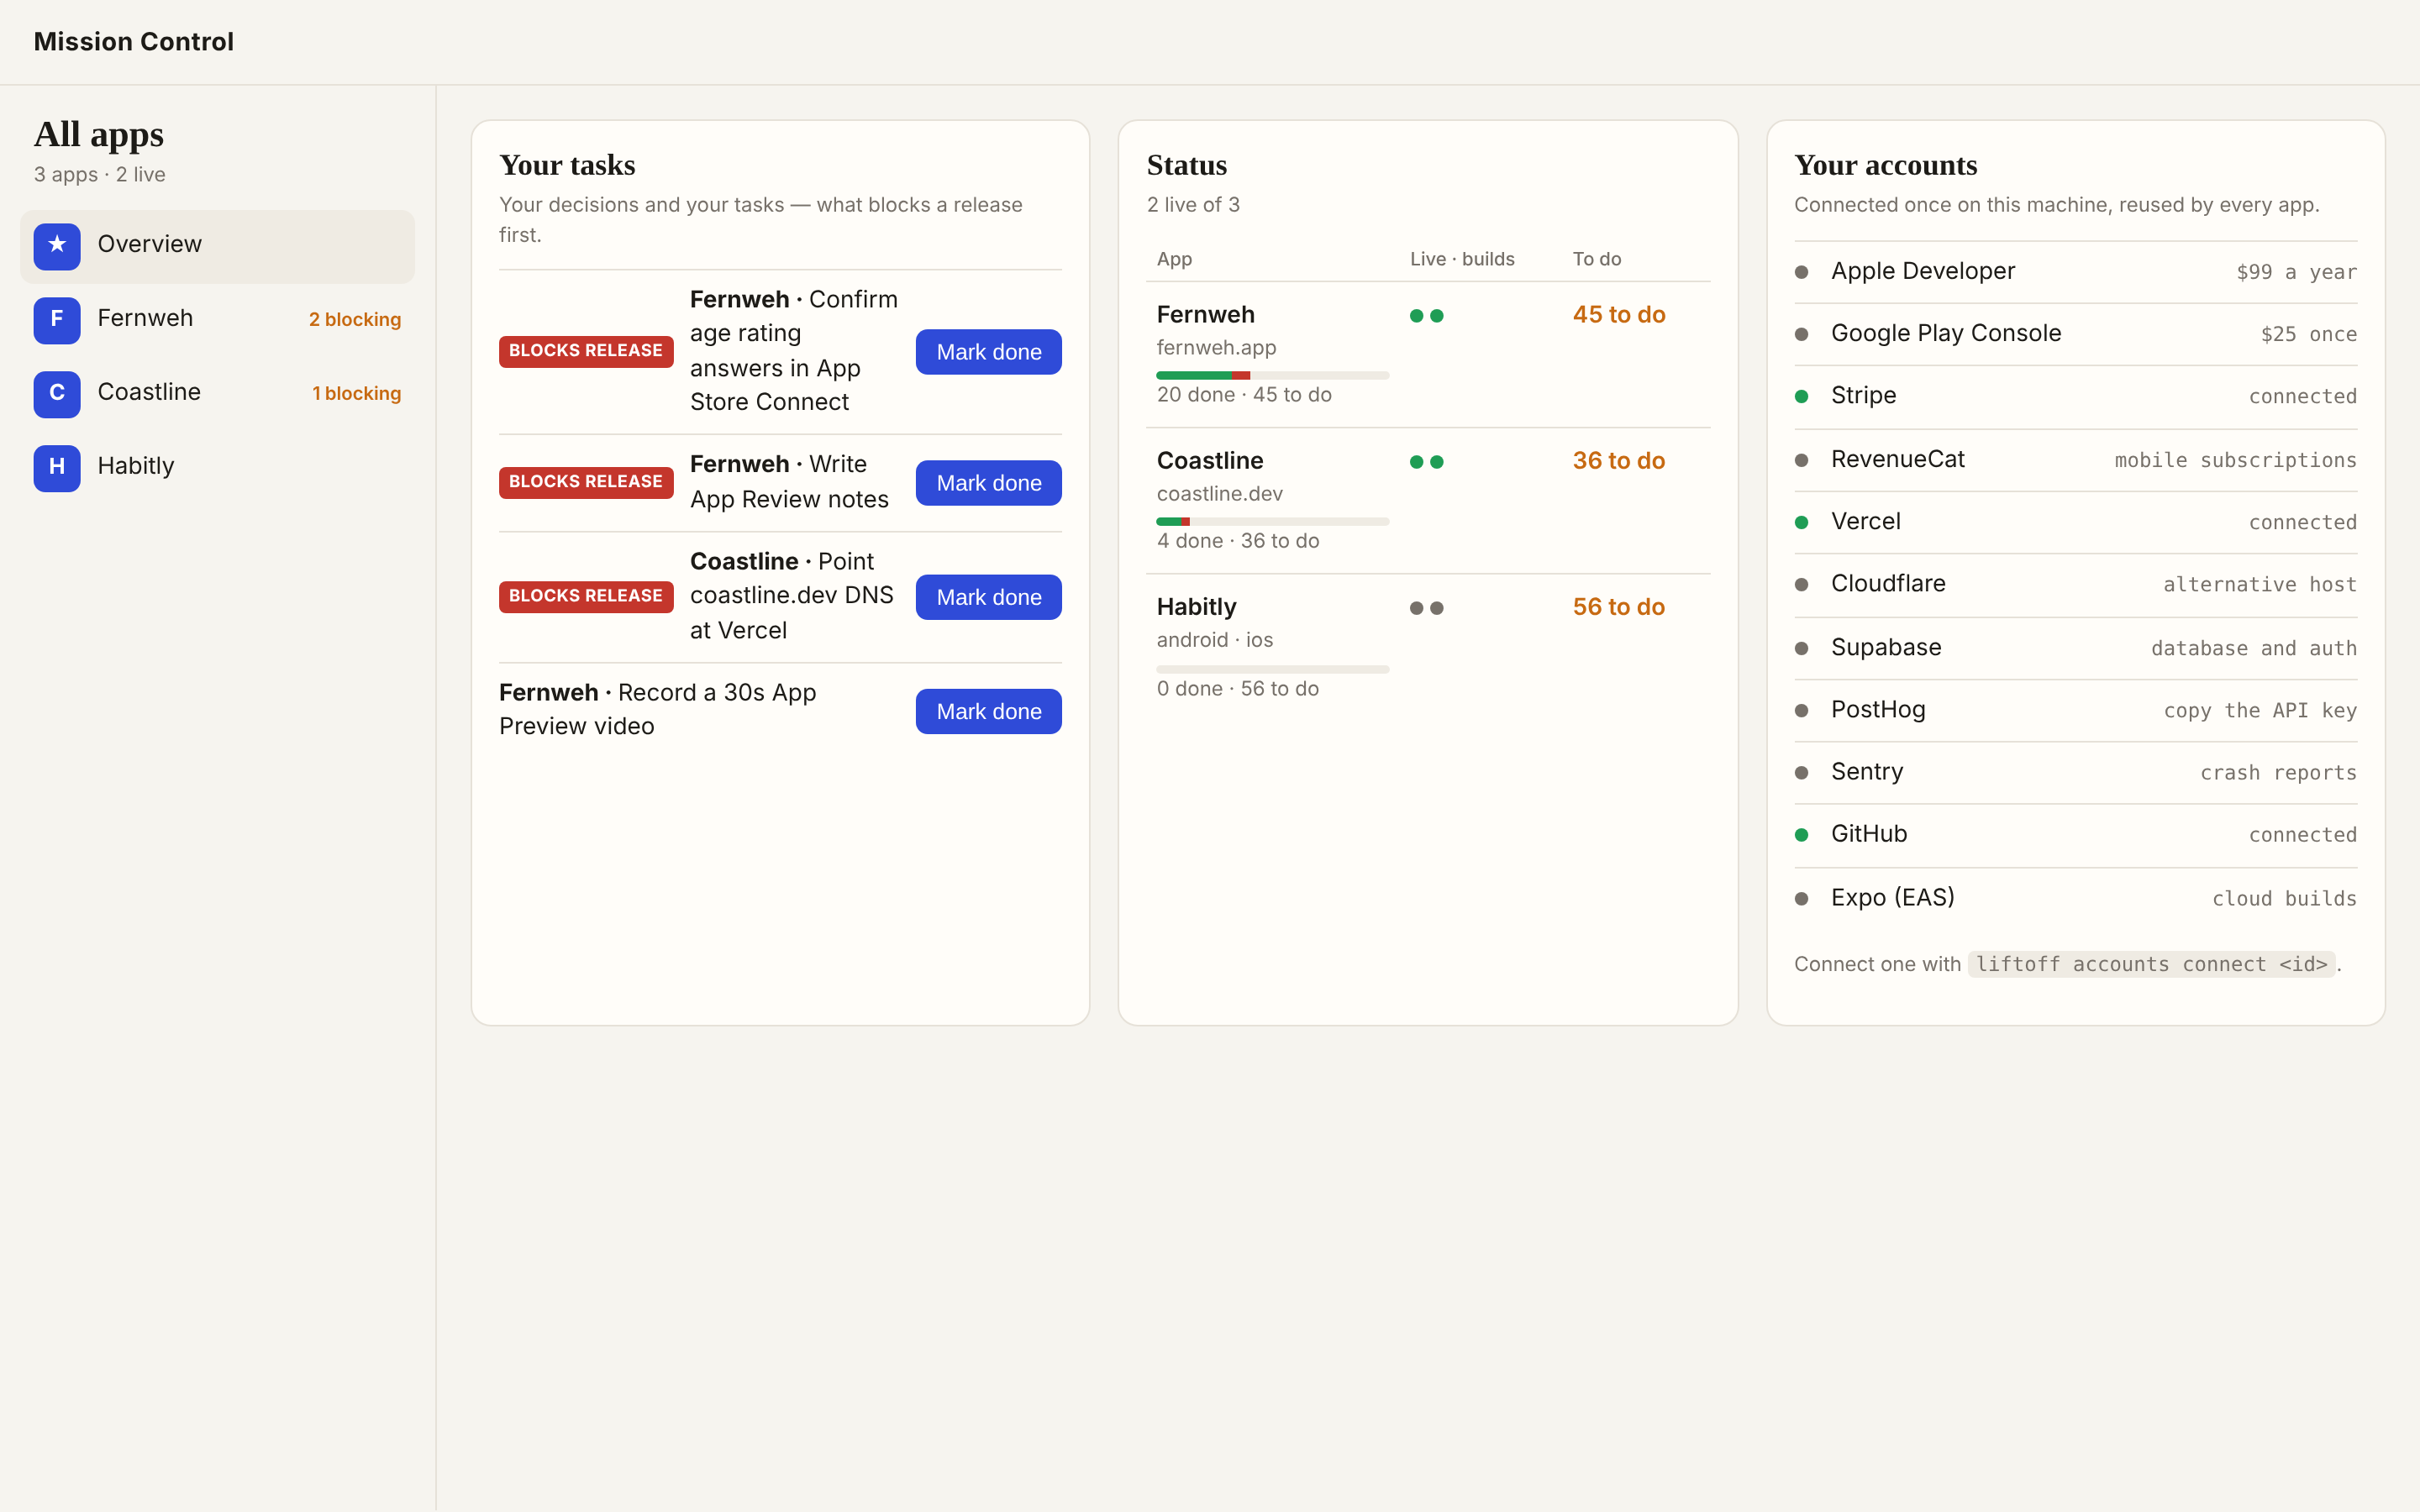 Mission Control
All apps
3 apps · 2 live
★ Overview
F Fernweh 2 blocking
C Coastline 1 blocking
H Habitly
Your tasks
Your decisions and your tasks — what blocks a release
first.
BLOCKS RELEASE
Fernweh · Confirm
age rating
answers in App
Store Connect
Mark done
BLOCKS RELEASE
Fernweh · Write
App Review notes
Mark done
BLOCKS RELEASE
Coastline · Point
coastline.dev DNS
at Vercel
Mark done
Fernweh · Record a 30s App
Preview video
Mark done
Status
2 live of 3
App Live · builds To do
Fernweh 45 to do
fernweh.app
20 done · 45 to do
Coastline 36 to do
coastline.dev
4 done · 36 to do
Habitly 56 to do
android · ios
0 done · 56 to do
Your accounts
Connected once on this machine, reused by every app.
Apple Developer $99 a year
Google Play Console $25 once
Stripe connected
RevenueCat mobile subscriptions
Vercel connected
Cloudflare alternative host
Supabase database and auth
PostHog copy the API key
Sentry crash reports
GitHub connected
Expo (EAS) cloud builds
Connect one with liftoff accounts connect <id>.